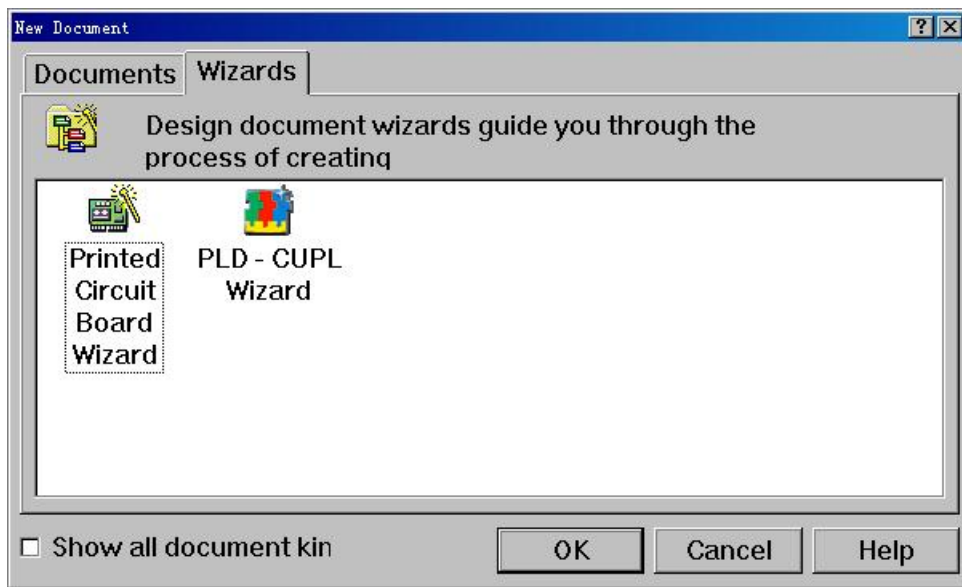 New Document
Documents Wizards
Design document wizards guide you through the
process of creating
Printed
Circuit
Board
Wizard
PLD - CUPL
Wizard
Show all document kin
OK Cancel Help